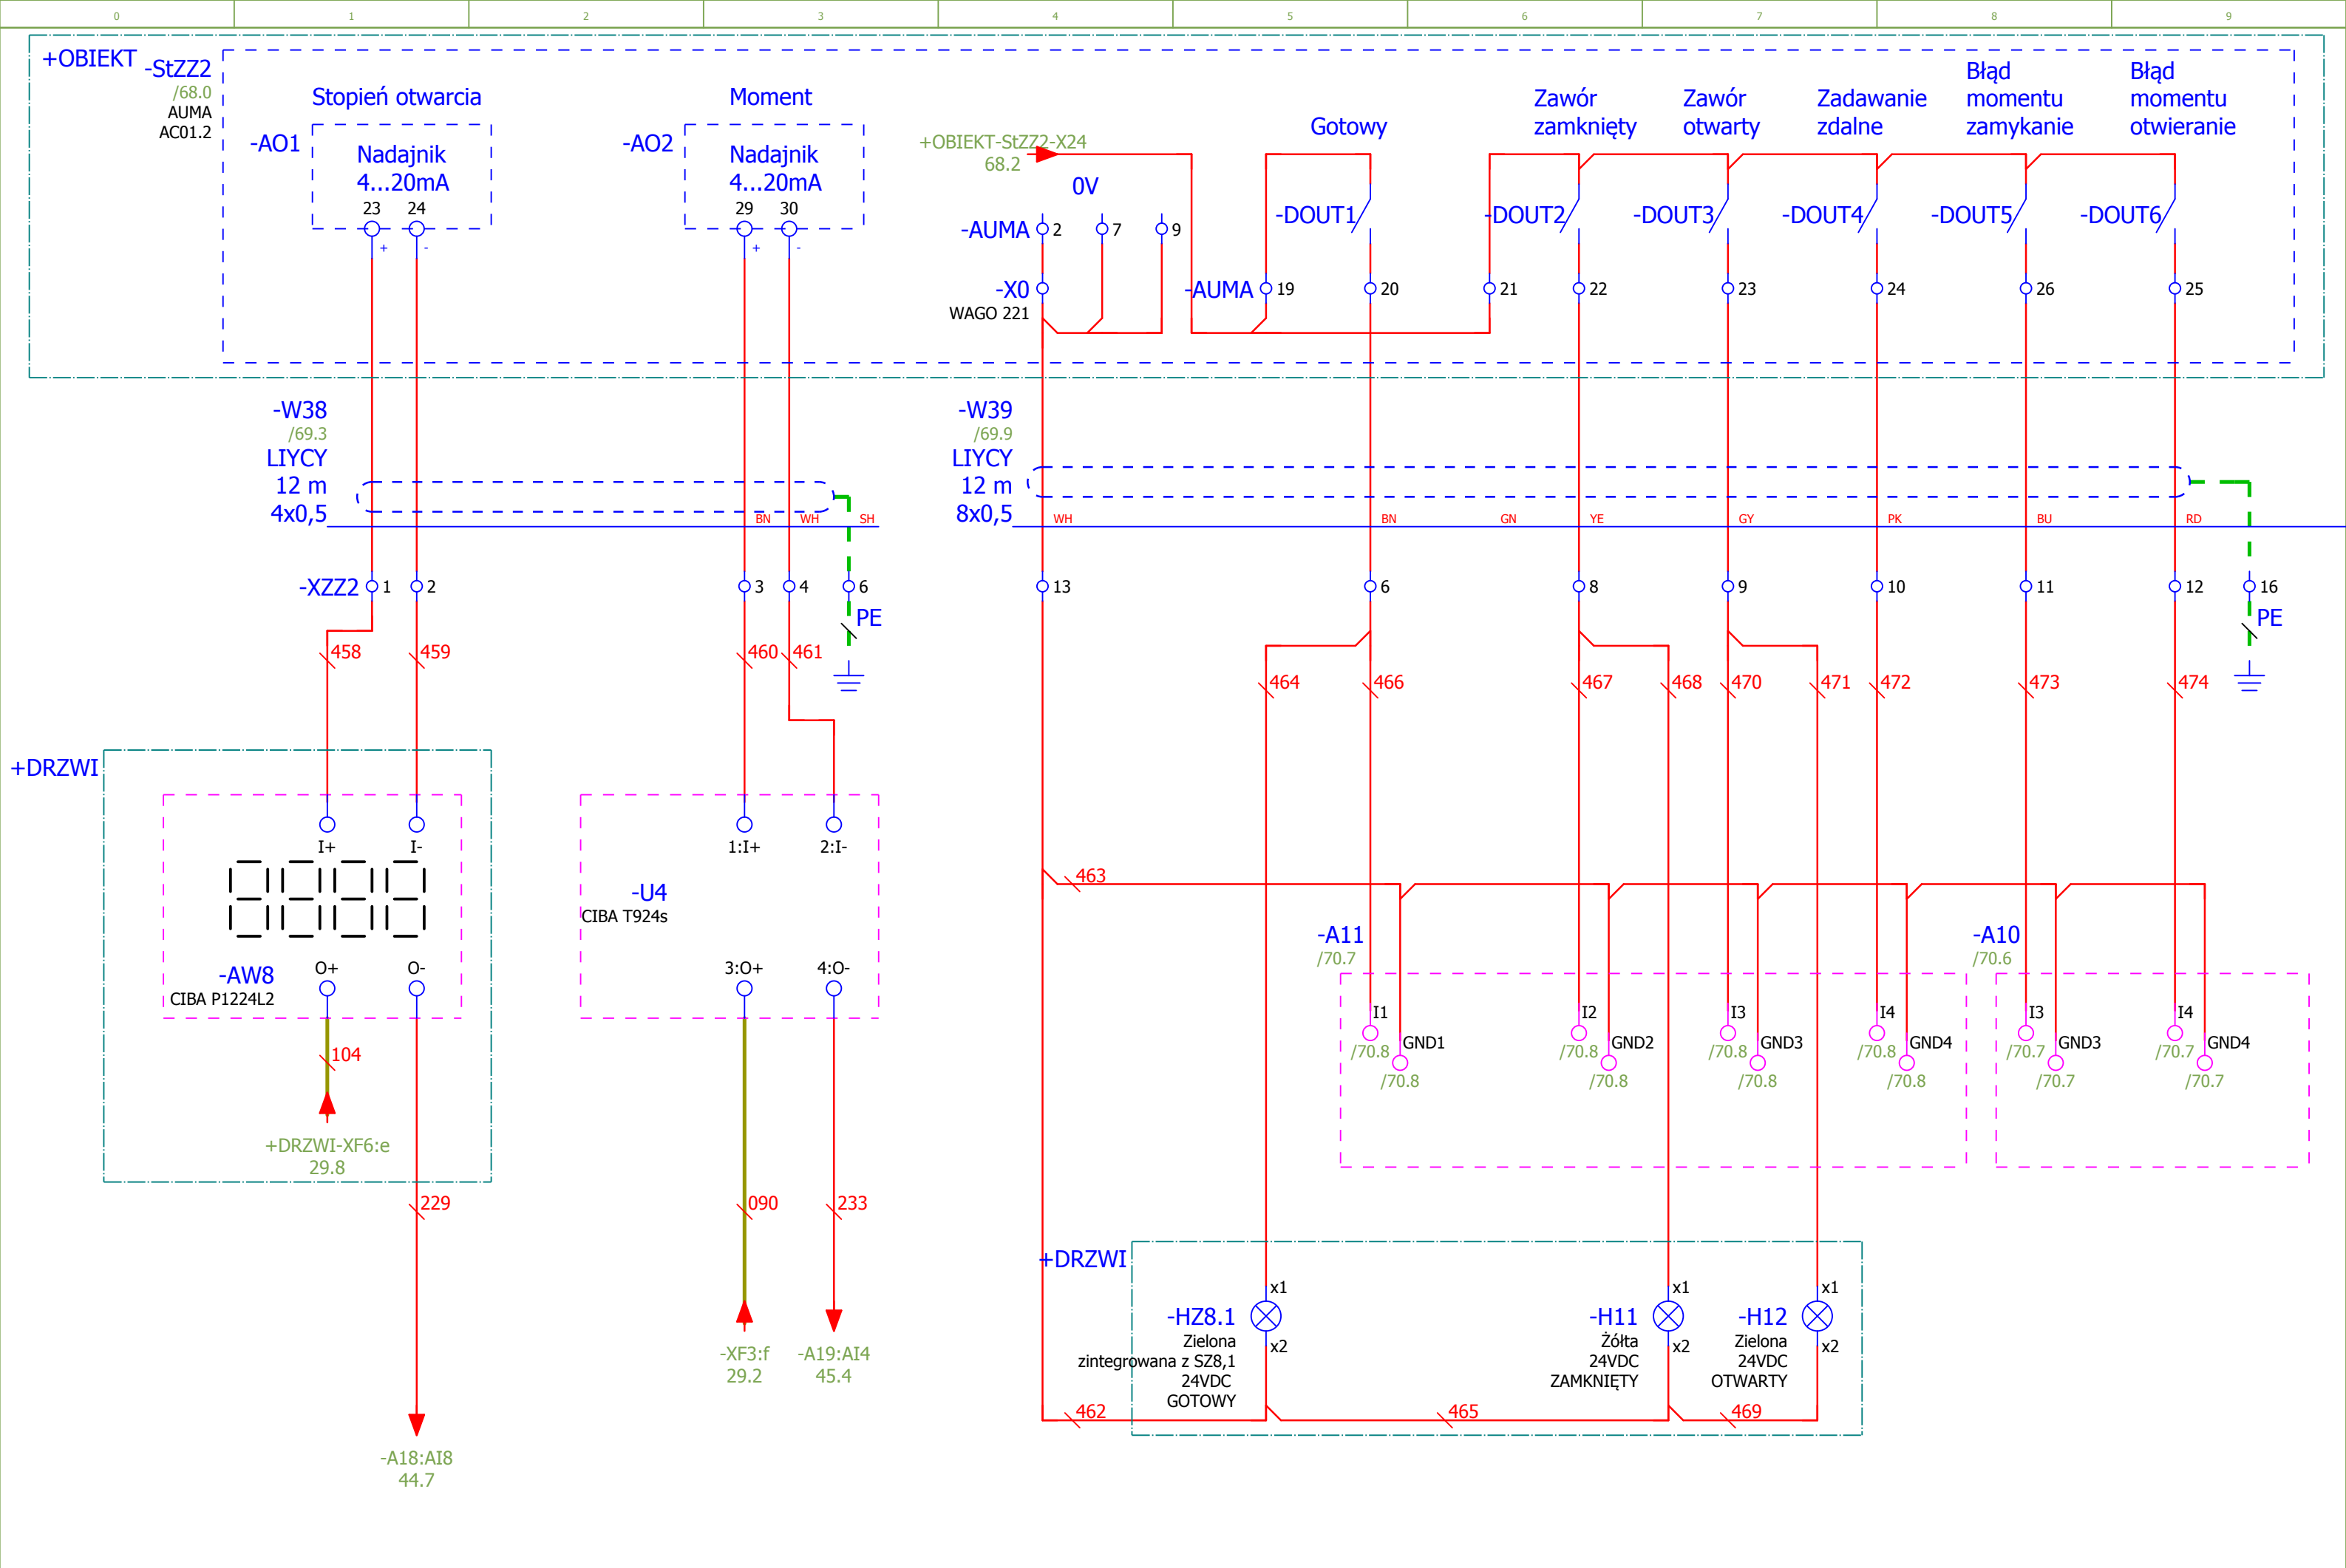 0 1 2 3 4 5 6 7 8 9
+OBIEKT
-StZZ2
/68.0
AUMA
AC01.2
Stopień otwarcia
-AO1
Nadajnik
4...20mA
23 24
+ -
Moment
-AO2
Nadajnik
4...20mA
29 30
+ -
+OBIEKT-StZZ2-X24
68.2
0V
-AUMA 2 7 9
-X0
WAGO 221
Gotowy
Zawór
zamknięty
Zawór
otwarty
Zadawanie
zdalne
Błąd
momentu
zamykanie
Błąd
momentu
otwieranie
-DOUT1 -DOUT2 -DOUT3 -DOUT4 -DOUT5 -DOUT6
-AUMA 19 20 21 22 23 24 26 25
-W38
/69.3
LIYCY
12 m
4x0,5
BN WH SH
-W39
/69.9
LIYCY
12 m
8x0,5
WH BN GN YE GY PK BU RD
-XZZ2 1 2 3 4 6 13 6 8 9 10 11 12 16
PE PE
458 459 460 461
464 466 467 468 470 471 472 473 474
+DRZWI
I+ I-
-AW8
CIBA P1224L2
O+ O-
104
+DRZWI-XF6:e
29.8
229
-A18:AI8
44.7
1:I+ 2:I-
-U4
CIBA T924s
3:O+ 4:O-
090 233
-XF3:f
29.2
-A19:AI4
45.4
463
-A11
/70.7
I1 I2 I3 I4
/70.8 /70.8 /70.8 /70.8
GND1 GND2 GND3 GND4
/70.8 /70.8 /70.8 /70.8
-A10
/70.6
I3 I4
/70.7 /70.7
GND3 GND4
/70.7 /70.7
+DRZWI
x1 x1 x1
-HZ8.1
Zielona
zintegrowana z SZ8,1
24VDC
GOTOWY
-H11
Żółta
24VDC
ZAMKNIĘTY
-H12
Zielona
24VDC
OTWARTY
x2 x2 x2
462 465 469